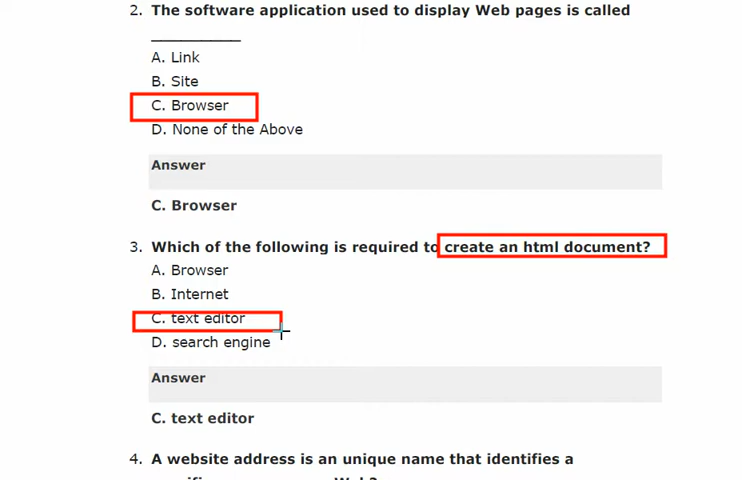 2. The software application used to display Web pages is called
__________
A. Link
B. Site
C. Browser
D. None of the Above
Answer
C. Browser
3. Which of the following is required to create an html document?
A. Browser
B. Internet
C. text editor
D. search engine
Answer
C. text editor
4. A website address is an unique name that identifies a